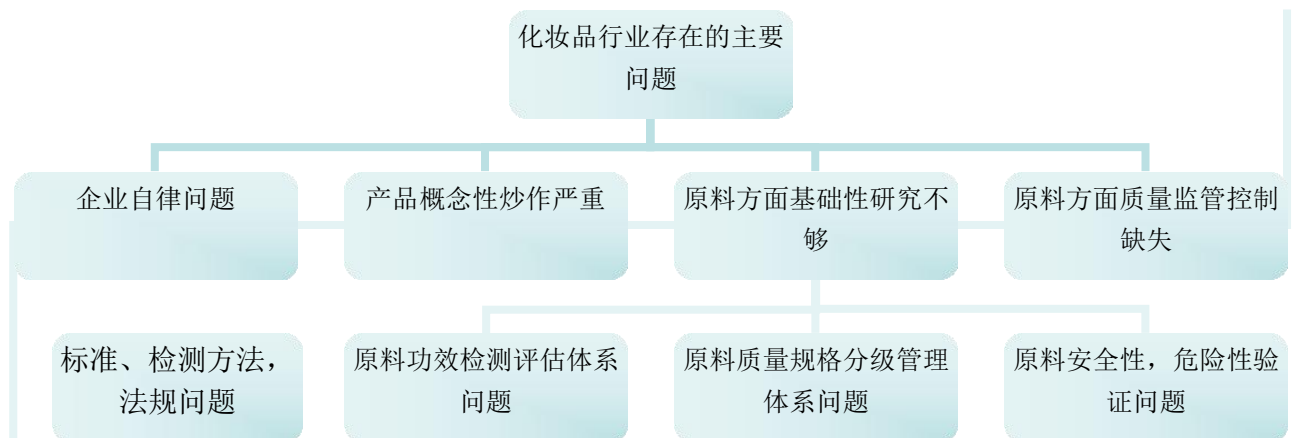 化妆品行业存在的主要
问题
企业自律问题
产品概念性炒作严重
原料方面基础性研究不
够
原料方面质量监管控制
缺失
标准、检测方法，
法规问题
原料功效检测评估体系
问题
原料质量规格分级管理
体系问题
原料安全性，危险性验
证问题